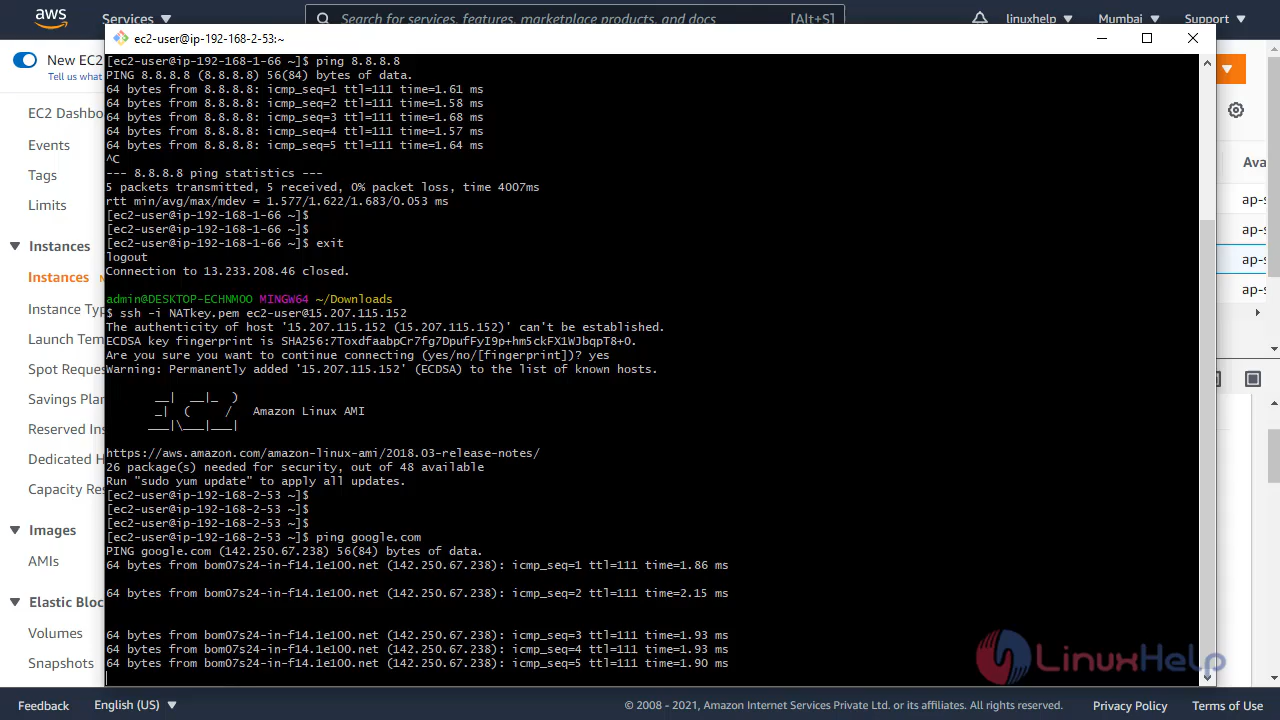 aws
Services
Search for services, features, marketplace products, and docs
[Alt+S]
linuxhelp
Mumbai
Support
New EC2
Tell us what
EC2 Dashbo
Events
Tags
Limits
Instances
Instances
Instance Typ
Launch Tem
Spot Reque
Savings Plan
Reserved Ins
Dedicated H
Capacity Res
Images
AMIs
Elastic Bloc
Volumes
Snapshots
ec2-user@ip-192-168-2-53:~
[ec2-user@ip-192-168-1-66 ~]$ ping 8.8.8.8
PING 8.8.8.8 (8.8.8.8) 56(84) bytes of data.
64 bytes from 8.8.8.8: icmp_seq=1 ttl=111 time=1.61 ms
64 bytes from 8.8.8.8: icmp_seq=2 ttl=111 time=1.58 ms
64 bytes from 8.8.8.8: icmp_seq=3 ttl=111 time=1.68 ms
64 bytes from 8.8.8.8: icmp_seq=4 ttl=111 time=1.57 ms
64 bytes from 8.8.8.8: icmp_seq=5 ttl=111 time=1.64 ms
^C
--- 8.8.8.8 ping statistics ---
5 packets transmitted, 5 received, 0% packet loss, time 4007ms
rtt min/avg/max/mdev = 1.577/1.622/1.683/0.053 ms
[ec2-user@ip-192-168-1-66 ~]$
[ec2-user@ip-192-168-1-66 ~]$
[ec2-user@ip-192-168-1-66 ~]$ exit
logout
Connection to 13.233.208.46 closed.
admin@DESKTOP-ECHNMOO MINGW64 ~/Downloads
$ ssh -i NATkey.pem ec2-user@15.207.115.152
The authenticity of host '15.207.115.152 (15.207.115.152)' can't be established.
ECDSA key fingerprint is SHA256:7ToxdfaabpCr7fg7DpufFyI9p+hm5ckFX1WJbqpT8+0.
Are you sure you want to continue connecting (yes/no/[fingerprint])? yes
Warning: Permanently added '15.207.115.152' (ECDSA) to the list of known hosts.
__|  __|_  )
_|  (     /   Amazon Linux AMI
___|\___|___|
https://aws.amazon.com/amazon-linux-ami/2018.03-release-notes/
26 package(s) needed for security, out of 48 available
Run "sudo yum update" to apply all updates.
[ec2-user@ip-192-168-2-53 ~]$
[ec2-user@ip-192-168-2-53 ~]$
[ec2-user@ip-192-168-2-53 ~]$
[ec2-user@ip-192-168-2-53 ~]$ ping google.com
PING google.com (142.250.67.238) 56(84) bytes of data.
64 bytes from bom07s24-in-f14.1e100.net (142.250.67.238): icmp_seq=1 ttl=111 time=1.86 ms
64 bytes from bom07s24-in-f14.1e100.net (142.250.67.238): icmp_seq=2 ttl=111 time=2.15 ms
64 bytes from bom07s24-in-f14.1e100.net (142.250.67.238): icmp_seq=3 ttl=111 time=1.93 ms
64 bytes from bom07s24-in-f14.1e100.net (142.250.67.238): icmp_seq=4 ttl=111 time=1.93 ms
64 bytes from bom07s24-in-f14.1e100.net (142.250.67.238): icmp_seq=5 ttl=111 time=1.90 ms
Ava
ap-s
ap-s
ap-s
ap-s
LinuxHelp
Feedback
English (US)
© 2008 - 2021, Amazon Internet Services Private Ltd. or its affiliates. All rights reserved.
Privacy Policy
Terms of Use